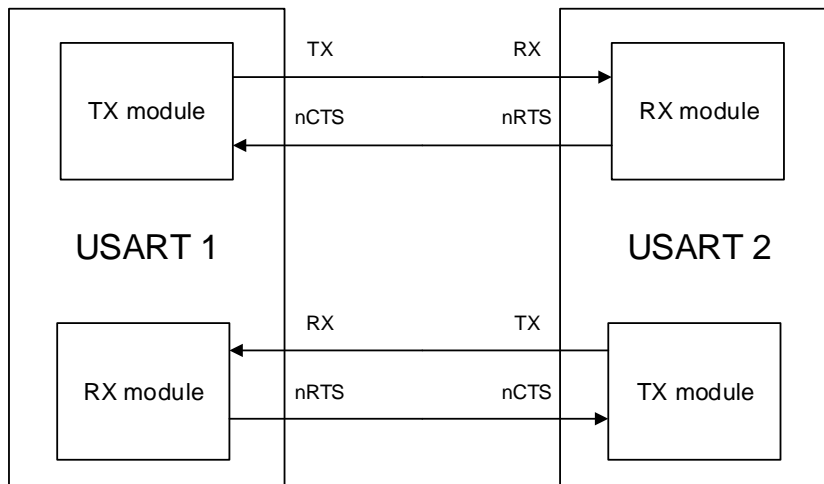 TX RX
TX module RX module
nCTS nRTS
USART 1 USART 2
RX TX
RX module TX module
nRTS nCTS